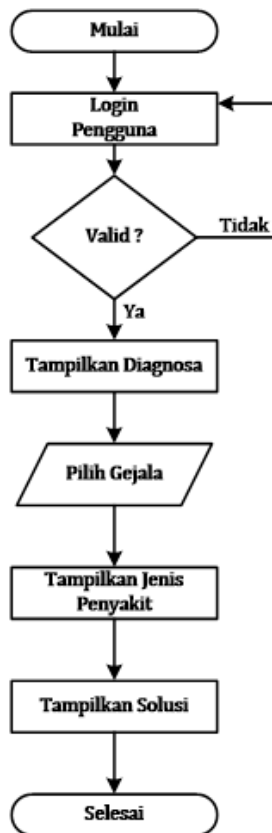 Mulai
Login
Pengguna
Valid ?
Tidak
Ya
Tampilkan Diagnosa
Pilih Gejala
Tampilkan Jenis
Penyakit
Tampilkan Solusi
Selesai